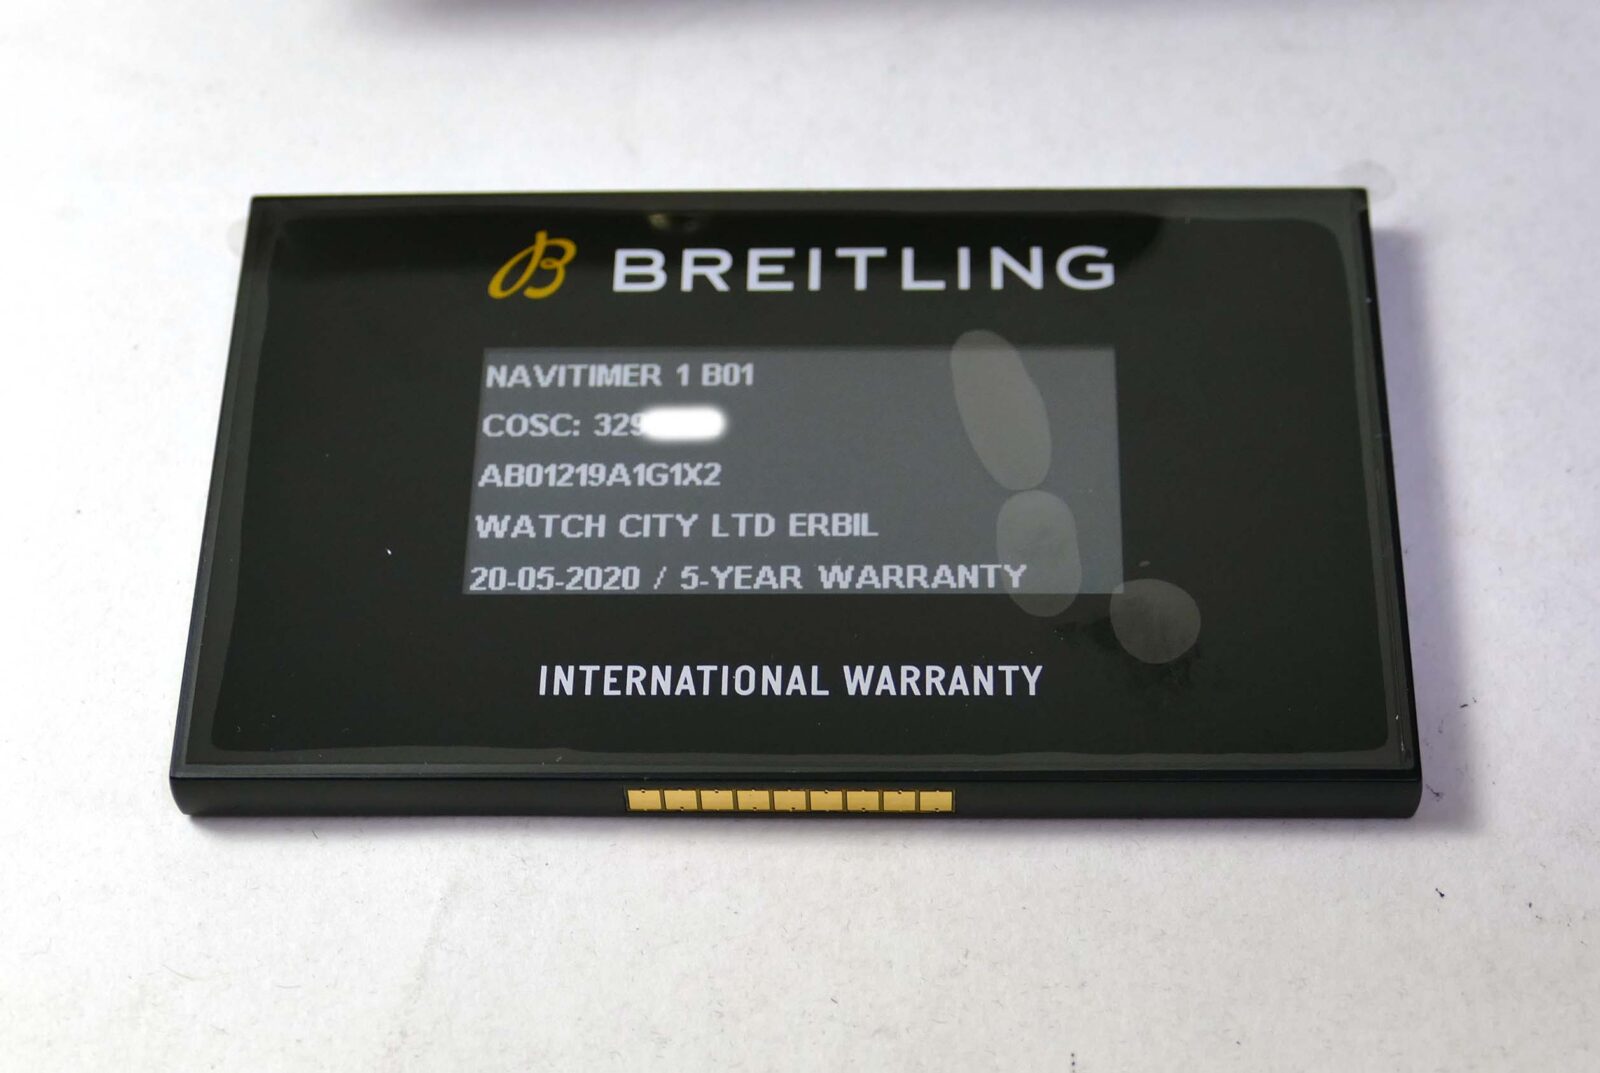 B BREITLING
NAVITIMER 1 B01
COSC: 329
AB01219A1G1X2
WATCH CITY LTD ERBIL
20-05-2020 / 5-YEAR WARRANTY
INTERNATIONAL WARRANTY